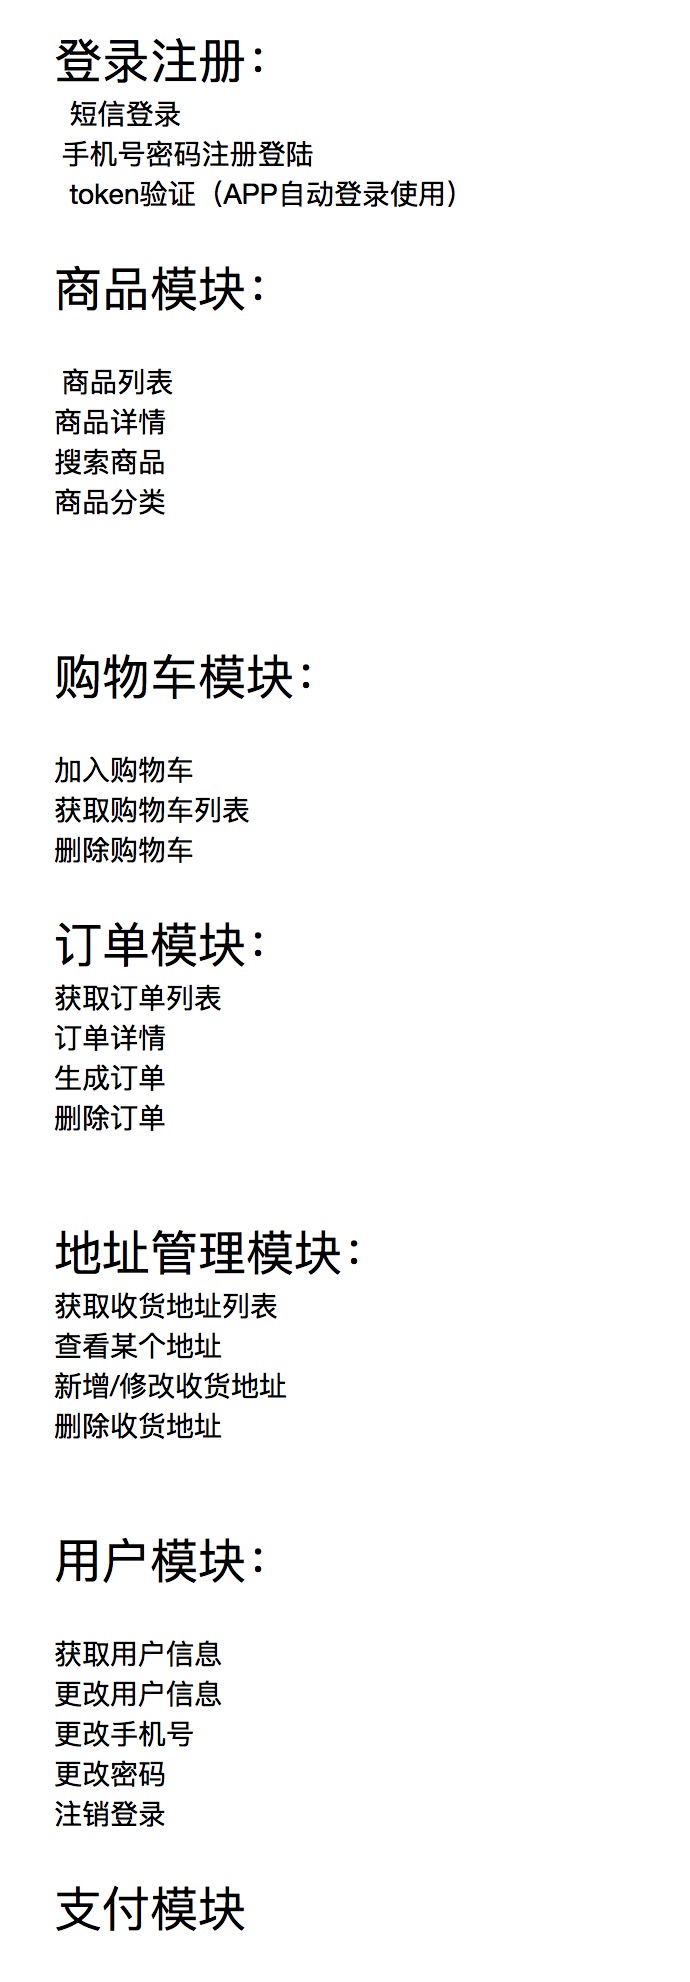 登录注册：
短信登录
手机号密码注册登陆
token验证（APP自动登录使用）
商品模块：
商品列表
商品详情
搜索商品
商品分类
购物车模块：
加入购物车
获取购物车列表
删除购物车
订单模块：
获取订单列表
订单详情
生成订单
删除订单
地址管理模块：
获取收货地址列表
查看某个地址
新增/修改收货地址
删除收货地址
用户模块：
获取用户信息
更改用户信息
更改手机号
更改密码
注销登录
支付模块